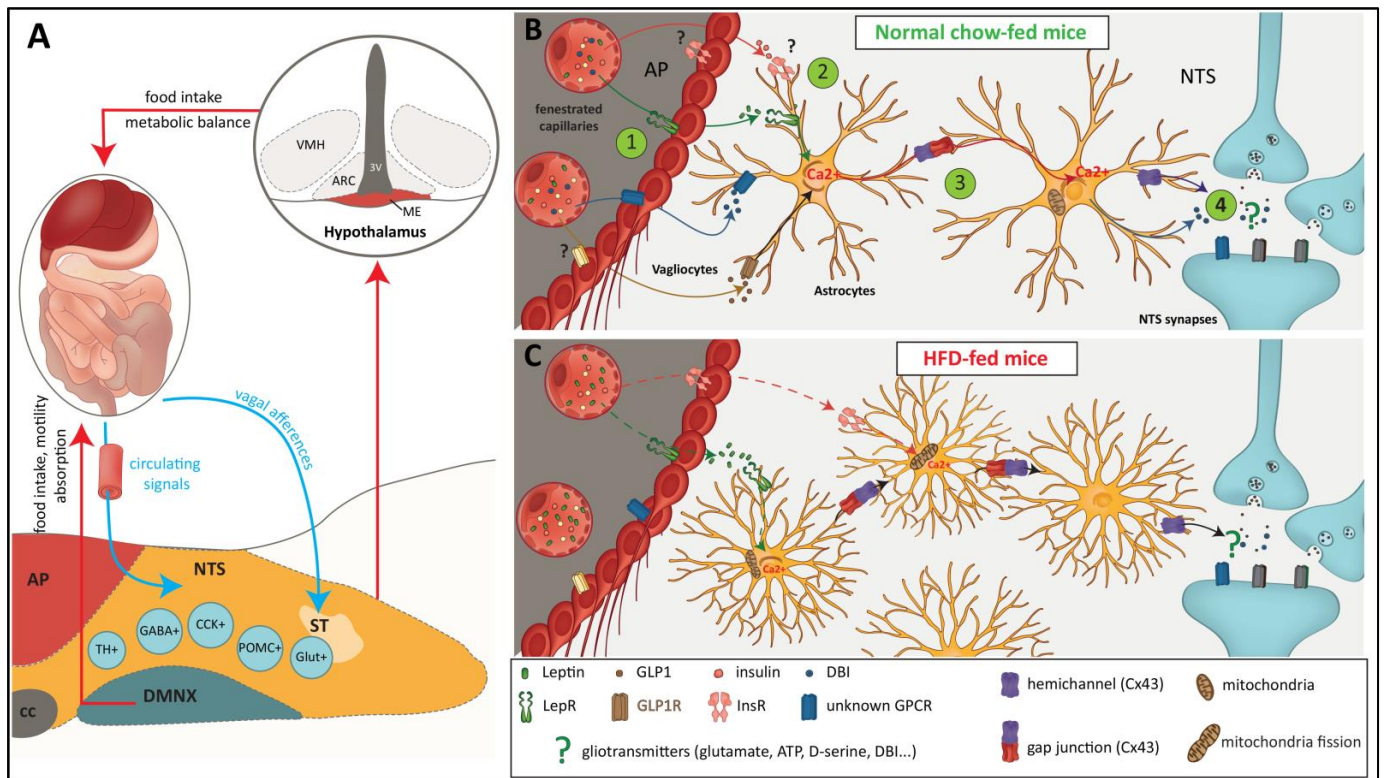 A
food intake
metabolic balance
VMH
3V
ARC
ME
Hypothalamus
food intake, motility
absorption
circulating
signals
vagal afferences
AP
NTS
TH+
GABA+
CCK+
POMC+
Glut+
ST
DMNX
cc
B
Normal chow-fed mice
AP
NTS
?
?
2
fenestrated
capillaries
1
Ca2+
Ca2+
3
4
?
?
Vagliocytes
Astrocytes
NTS synapses
C
HFD-fed mice
Ca2+
Ca2+
?
Leptin
GLP1
insulin
DBI
hemichannel (Cx43)
mitochondria
LepR
GLP1R
InsR
unknown GPCR
? gliotransmitters (glutamate, ATP, D-serine, DBI...)
gap junction (Cx43)
mitochondria fission